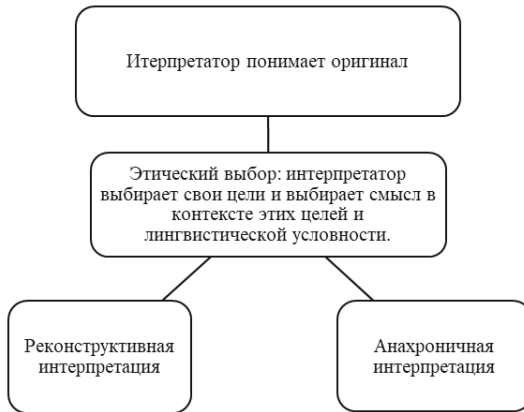 Итерпретатор понимает оригинал
Этический выбор: интерпретатор
выбирает свои цели и выбирает смысл в
контексте этих целей и
лингвистической условности.
Реконструктивная
интерпретация
Анахроничная
интерпретация